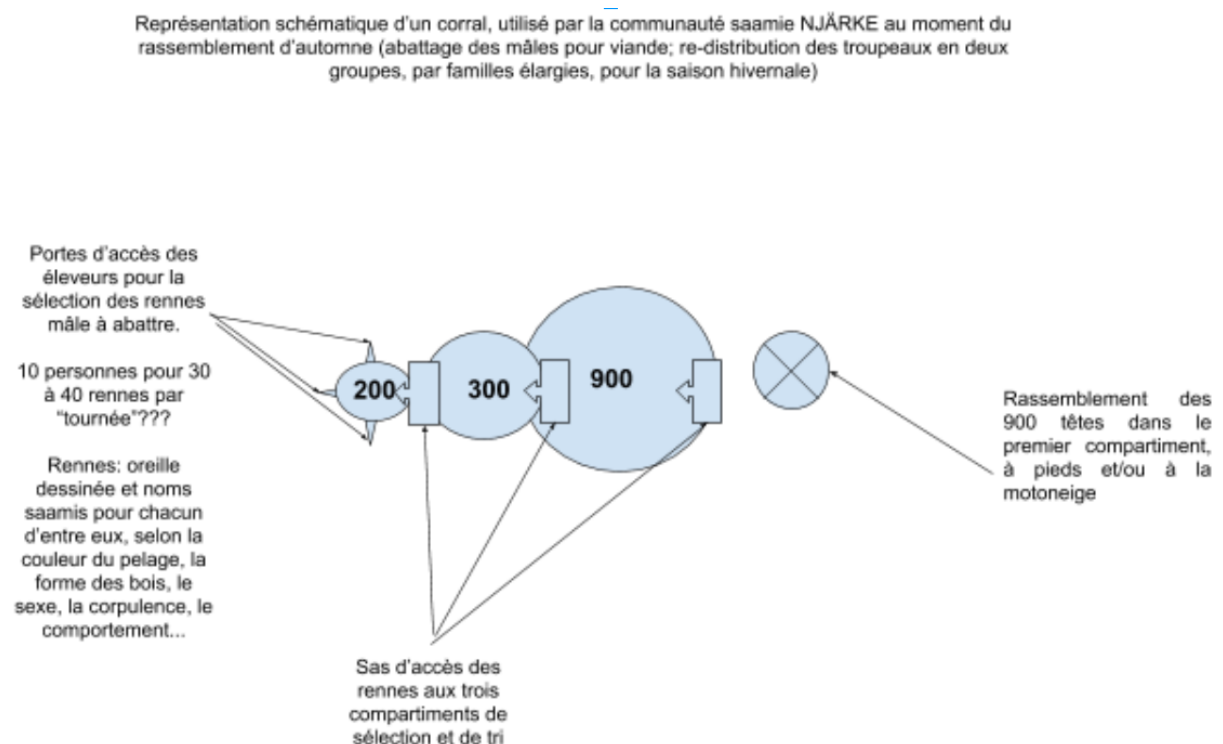 Représentation schématique d'un corral, utilisé par la communauté saamie NJÄRKE au moment du
rassemblement d'automne (abattage des mâles pour viande; re-distribution des troupeaux en deux
groupes, par familles élargies, pour la saison hivernale)
Portes d'accès des
éleveurs pour la
sélection des rennes
mâle à abattre.
10 personnes pour 30
à 40 rennes par
“tournée”???
Rennes: oreille
dessinée et noms
saamis pour chacun
d'entre eux, selon la
couleur du pelage, la
forme des bois, le
sexe, la corpulence, le
comportement...
200
300
900
Rassemblement des
900 têtes dans le
premier compartiment,
à pieds et/ou à la
motoneige
Sas d'accès des
rennes aux trois
compartiments de
sélection et de tri